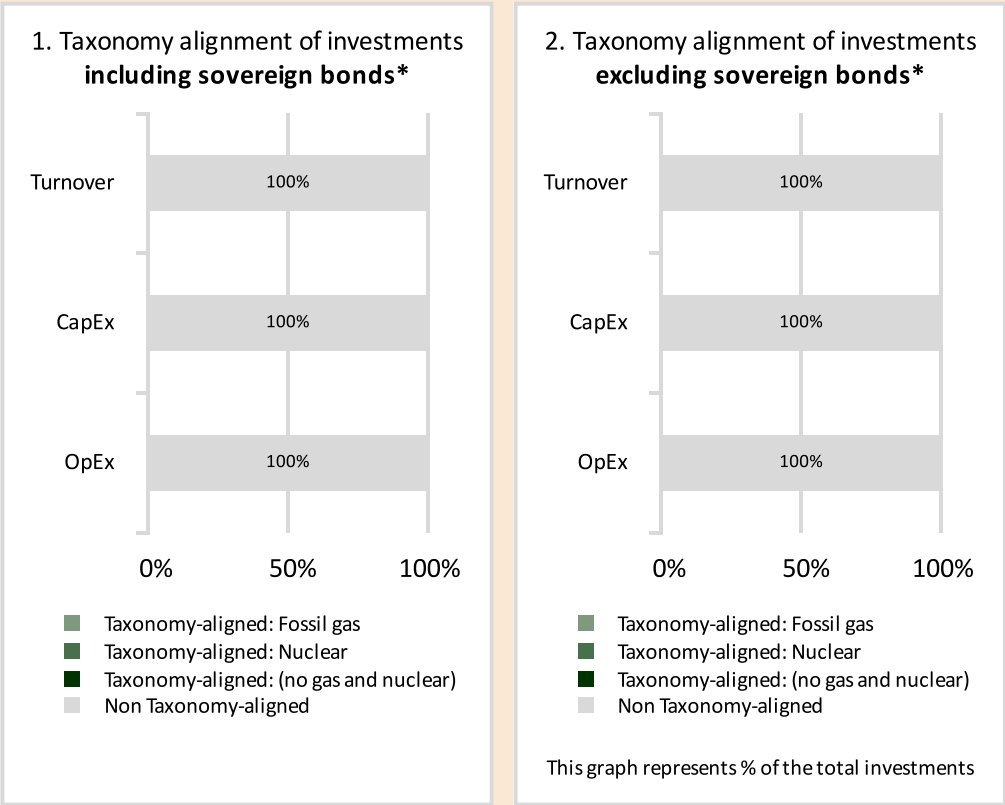 1. Taxonomy alignment of investments
including sovereign bonds*
Turnover
100%
CapEx
100%
OpEx
100%
0% 50% 100%
Taxonomy-aligned: Fossil gas
Taxonomy-aligned: Nuclear
Taxonomy-aligned: (no gas and nuclear)
Non Taxonomy-aligned
2. Taxonomy alignment of investments
excluding sovereign bonds*
Turnover
100%
CapEx
100%
OpEx
100%
0% 50% 100%
Taxonomy-aligned: Fossil gas
Taxonomy-aligned: Nuclear
Taxonomy-aligned: (no gas and nuclear)
Non Taxonomy-aligned
This graph represents % of the total investments